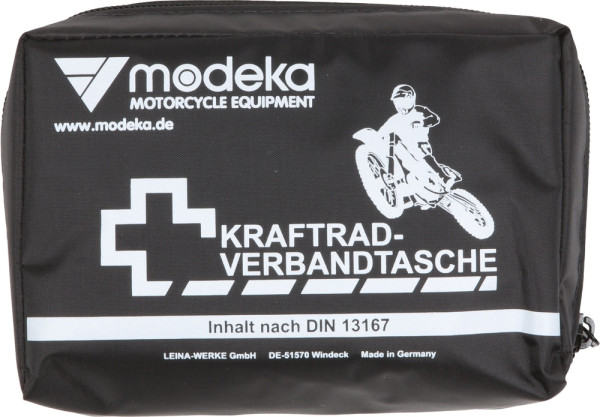 modeka
MOTORCYCLE EQUIPMENT
www.modeka.de
KRAFTRAD-
VERBANDTASCHE
Inhalt nach DIN 13167
LEINA-WERKE GmbH DE-51570 Windeck Made in Germany